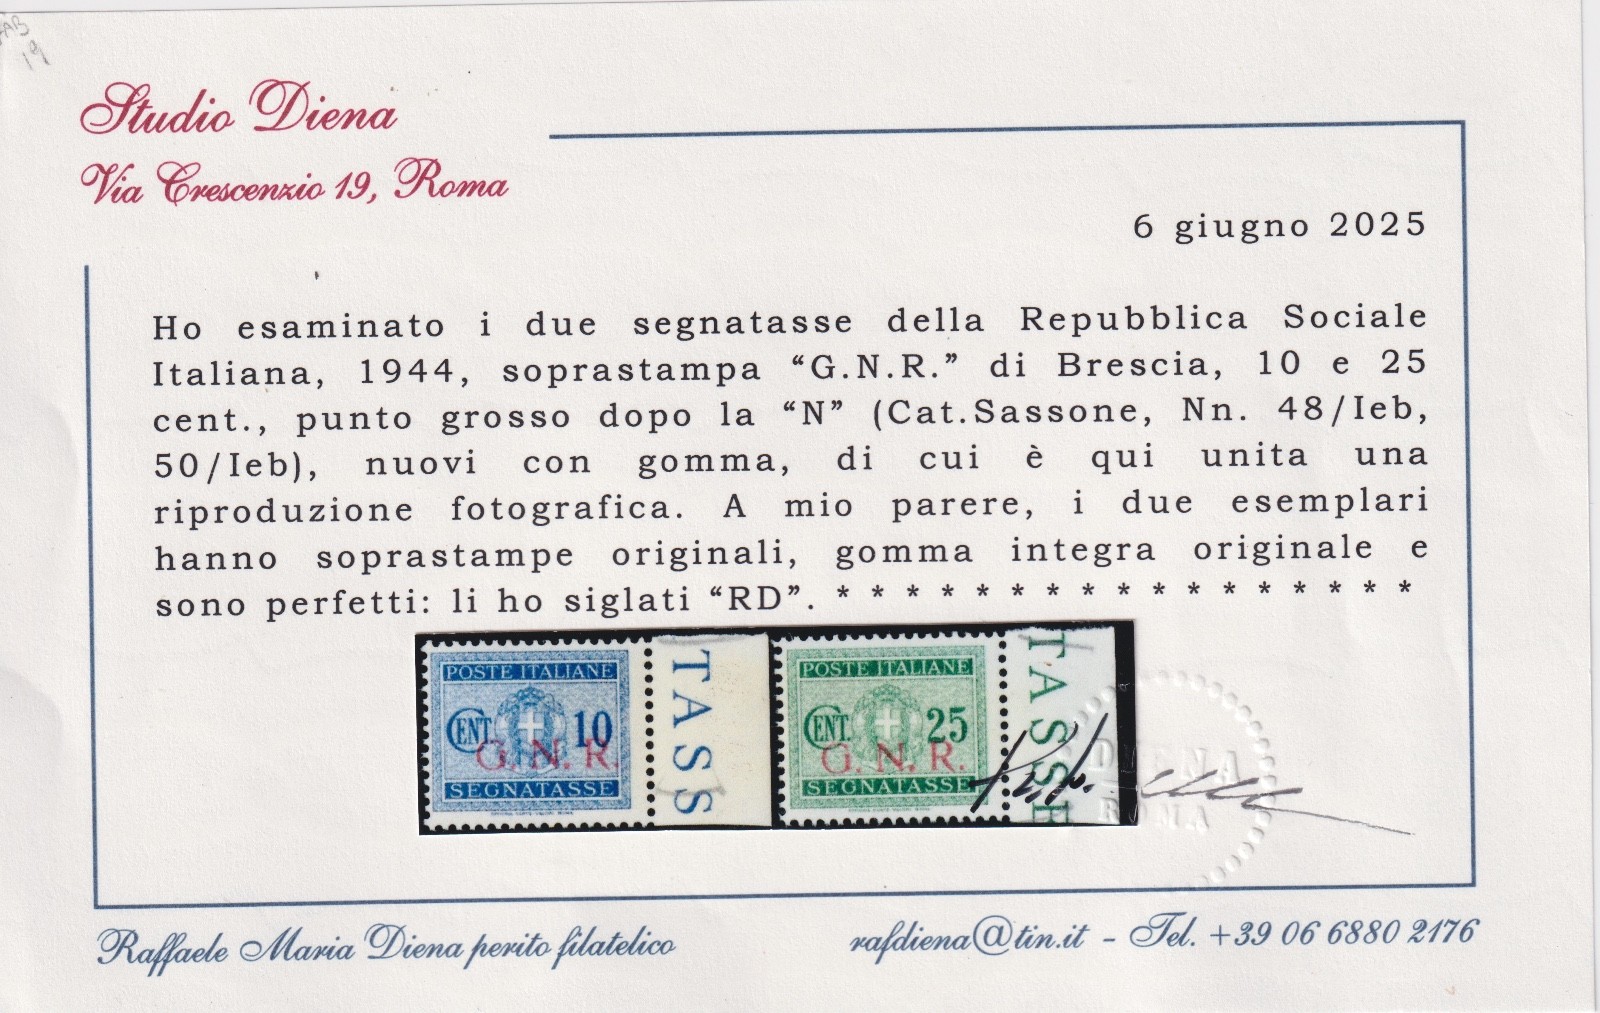 Studio Diena
Via Crescenzio 19, Roma
6 giugno 2025
Ho esaminato i due segnatasse della Repubblica Sociale
Italiana, 1944, soprastampa “G.N.R.” di Brescia, 10 e 25
cent., punto grosso dopo la “N” (Cat.Sassone, Nn. 48/Ieb,
50/Ieb), nuovi con gomma, di cui è qui unita una
riproduzione fotografica. A mio parere, i due esemplari
hanno soprastampe originali, gomma integra originale e
sono perfetti: li ho siglati “RD”. * * * * * * * * * * * * * * * * *
POSTE ITALIANE
CENT. 10
G. N. R.
SEGNATASSE
TASS
POSTE ITALIANE
CENT. 25
G. N. R.
SEGNATASSE
TASSE
DIENA
ROMA
Raffaele Maria Diena perito filatelico
rafdiena@tin.it - Tel. +39 06 6880 2176